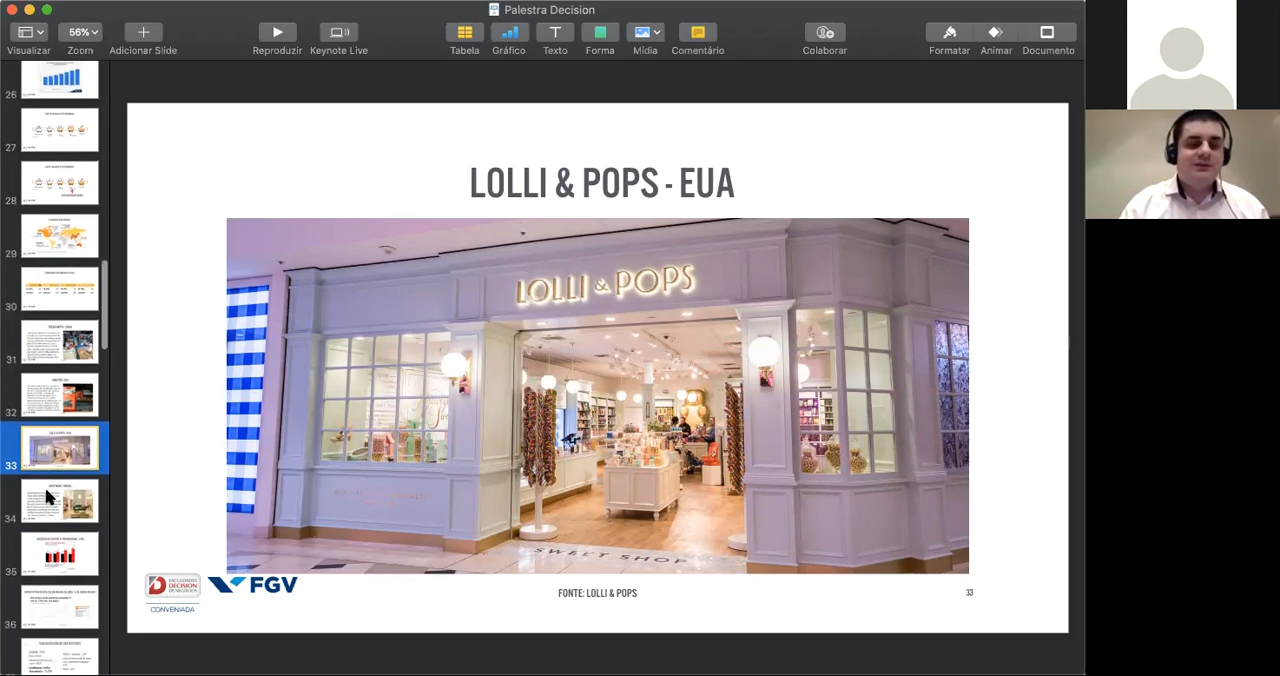 Palestra Decision
56%
Visualizar
Zoom
Adicionar Slide
Reproduzir
Keynote Live
Tabela
Gráfico
Texto
Forma
Mídia
Comentário
Colaborar
Formatar
Animar
Documento
26
27
28
29
30
31
32
33
34
35
36
LOLLI & POPS - EUA
LOLLI & POPS
SWEET SHOP
D FACULDADES
DECISION
DE NEGÓCIOS
FGV
CONVENIADA
FONTE: LOLLI & POPS
33